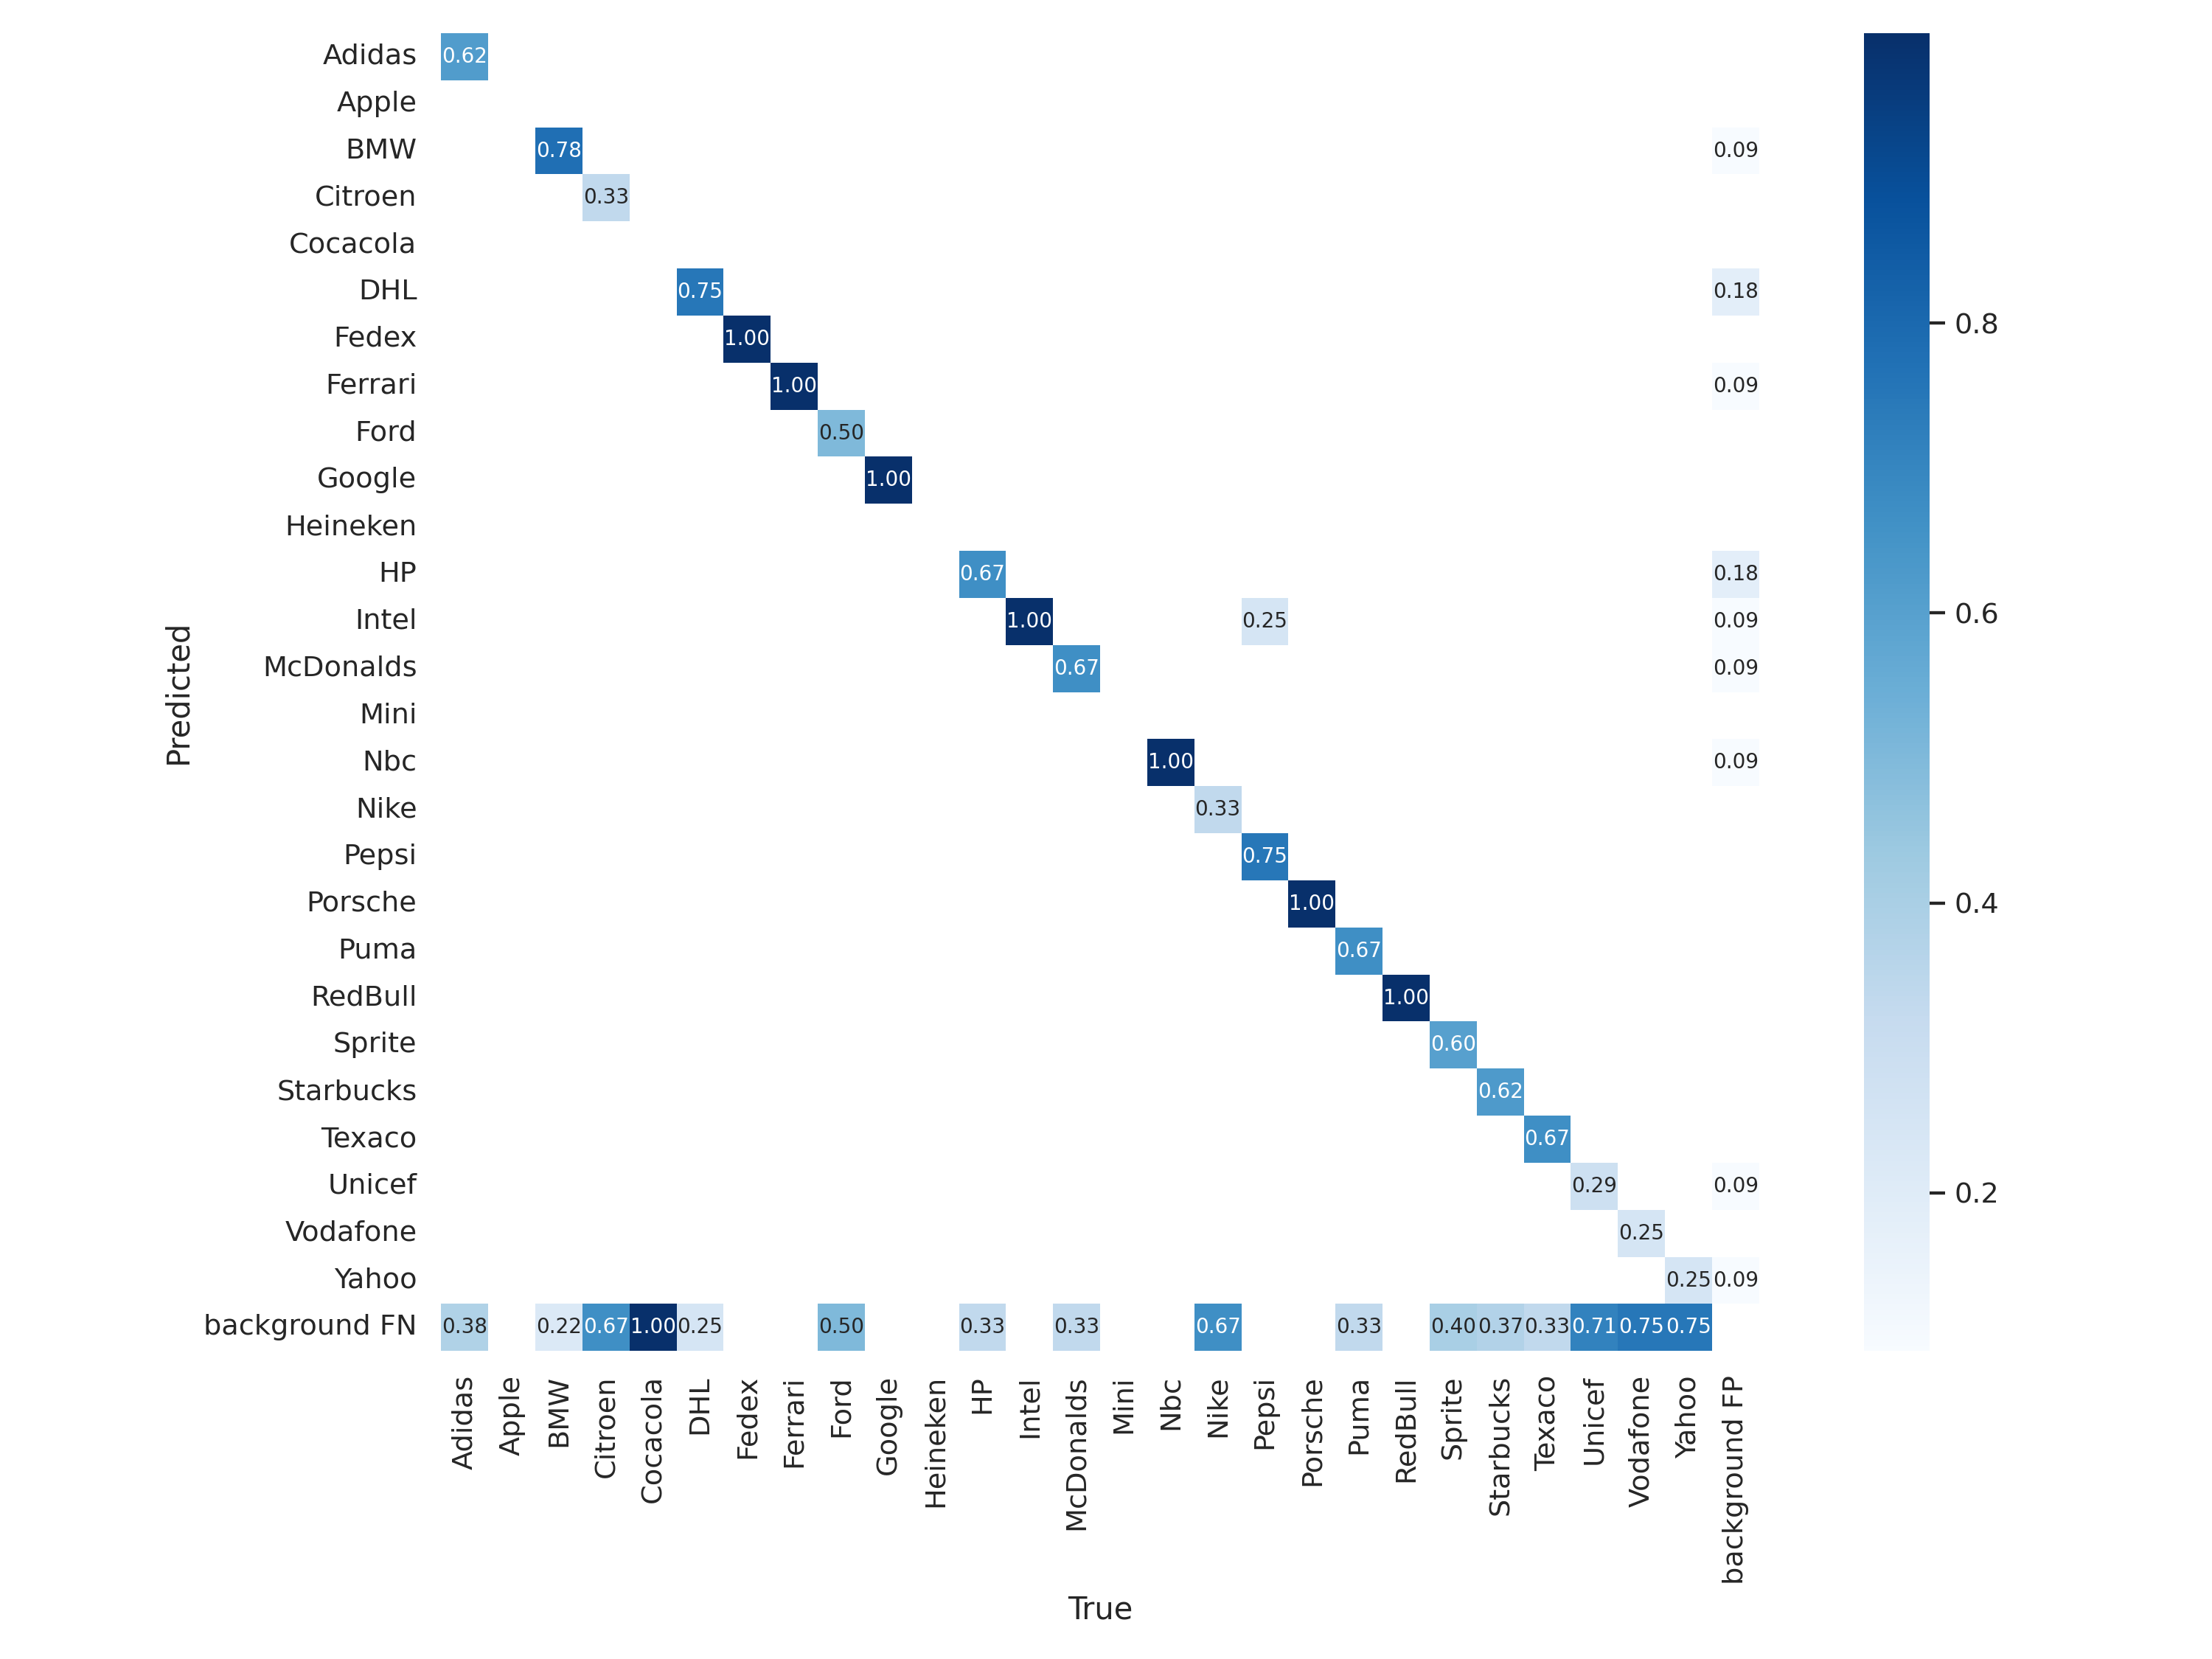 Adidas 0.62
Apple
BMW 0.78 0.09
Citroen 0.33
Cocacola
DHL 0.75 0.18
Fedex 1.00
0.8
Ferrari 1.00 0.09
Ford 0.50
Google 1.00
Heineken
HP 0.67 0.18
Intel 1.00 0.25 0.09
0.6
McDonalds 0.67 0.09
Predicted
Mini
Nbc 1.00 0.09
Nike 0.33
Pepsi 0.75
Porsche 1.00
0.4
Puma 0.67
RedBull 1.00
Sprite 0.60
Starbucks 0.62
Texaco 0.67
Unicef 0.29 0.09
0.2
Vodafone 0.25
Yahoo 0.25 0.09
background FN 0.38 0.22 0.67 1.00 0.25 0.50 0.33 0.33 0.67 0.33 0.40 0.37 0.33 0.71 0.75 0.75
Adidas
Apple
BMW
Citroen
Cocacola
DHL
Fedex
Ferrari
Ford
Google
Heineken
HP
Intel
McDonalds
Mini
Nbc
Nike
Pepsi
Porsche
Puma
RedBull
Sprite
Starbucks
Texaco
Unicef
Vodafone
Yahoo
background FP
True